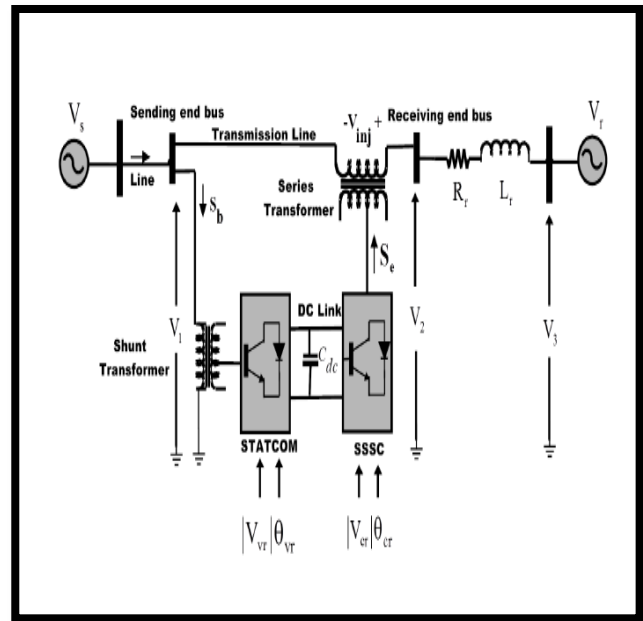 Sending end bus
Receiving end bus
V_s
V_r
Transmission Line
-V_inj +
Line
Series
Transformer
R_r
L_r
S_b
S_e
DC Link
V_1
V_2
V_3
Shunt
Transformer
C_dc
STATCOM
SSSC
|V_vr| θ_vr
|V_cr| θ_cr